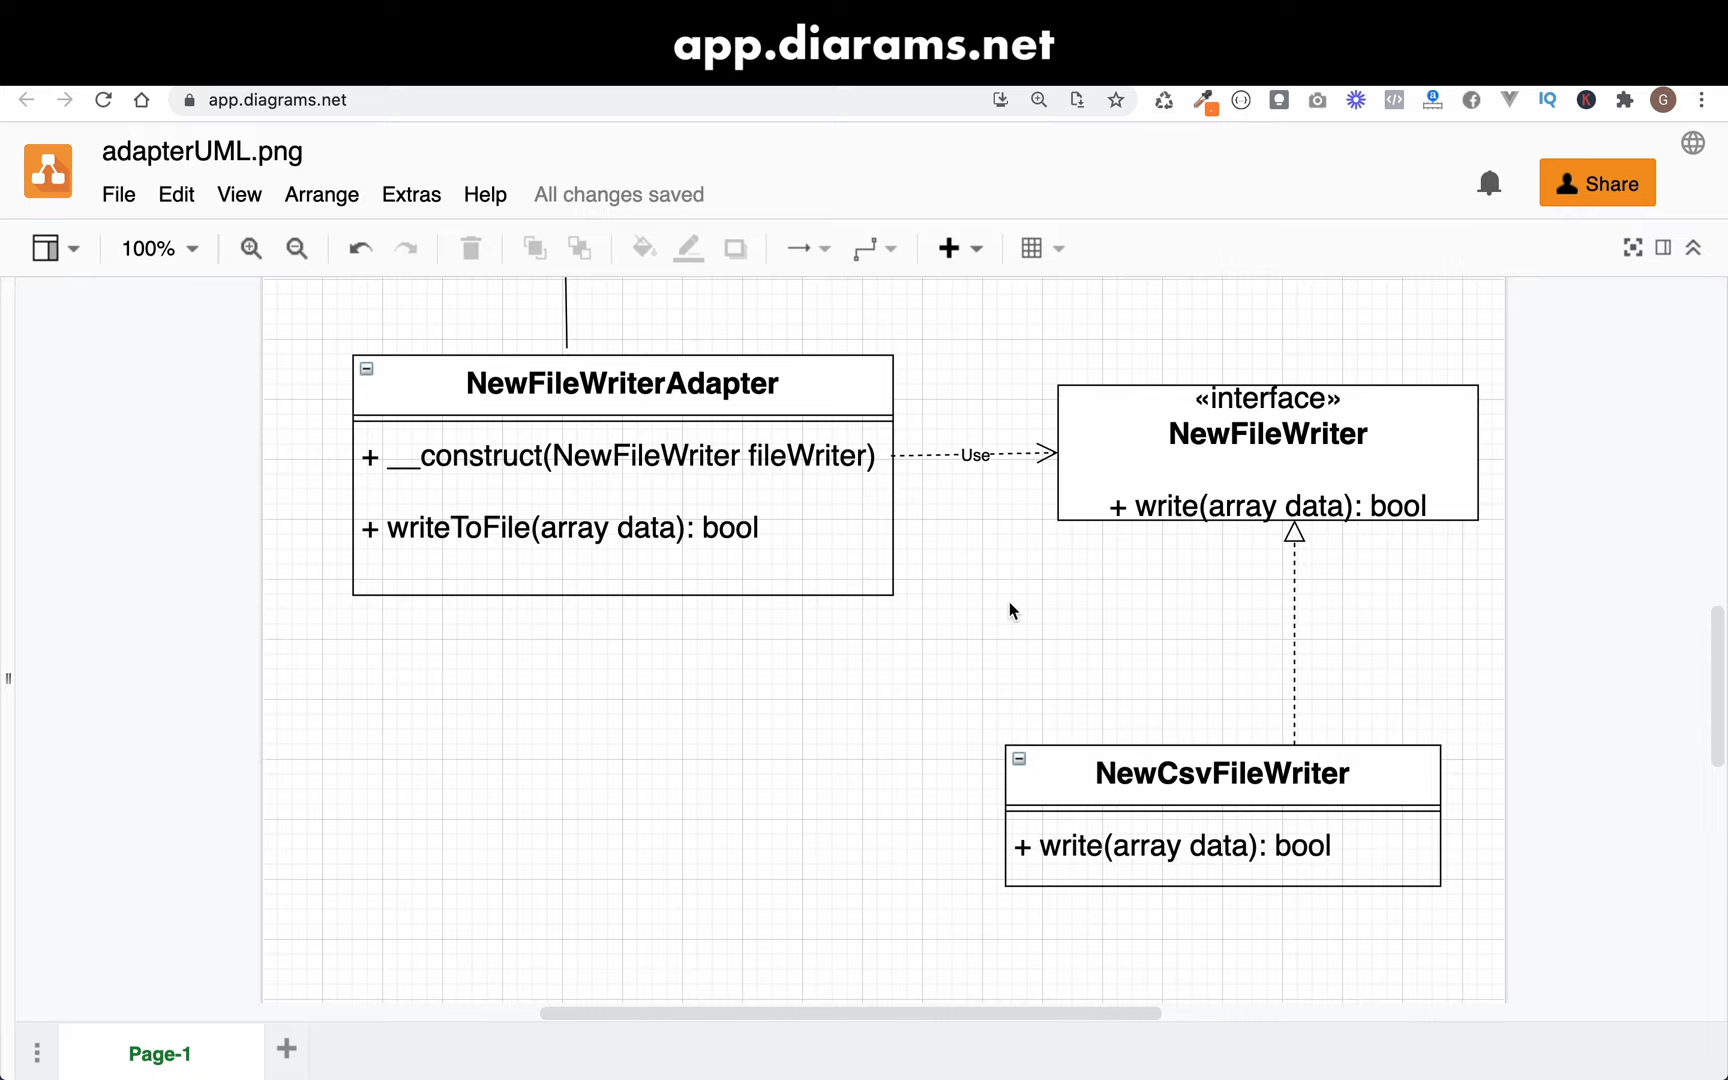 app.diarams.net
app.diagrams.net
IQ
K
G
adapterUML.png
File Edit View Arrange Extras Help All changes saved
Share
100%
NewFileWriterAdapter
+ __construct(NewFileWriter fileWriter)
+ writeToFile(array data): bool
Use
«interface»
NewFileWriter
+ write(array data): bool
NewCsvFileWriter
+ write(array data): bool
Page-1